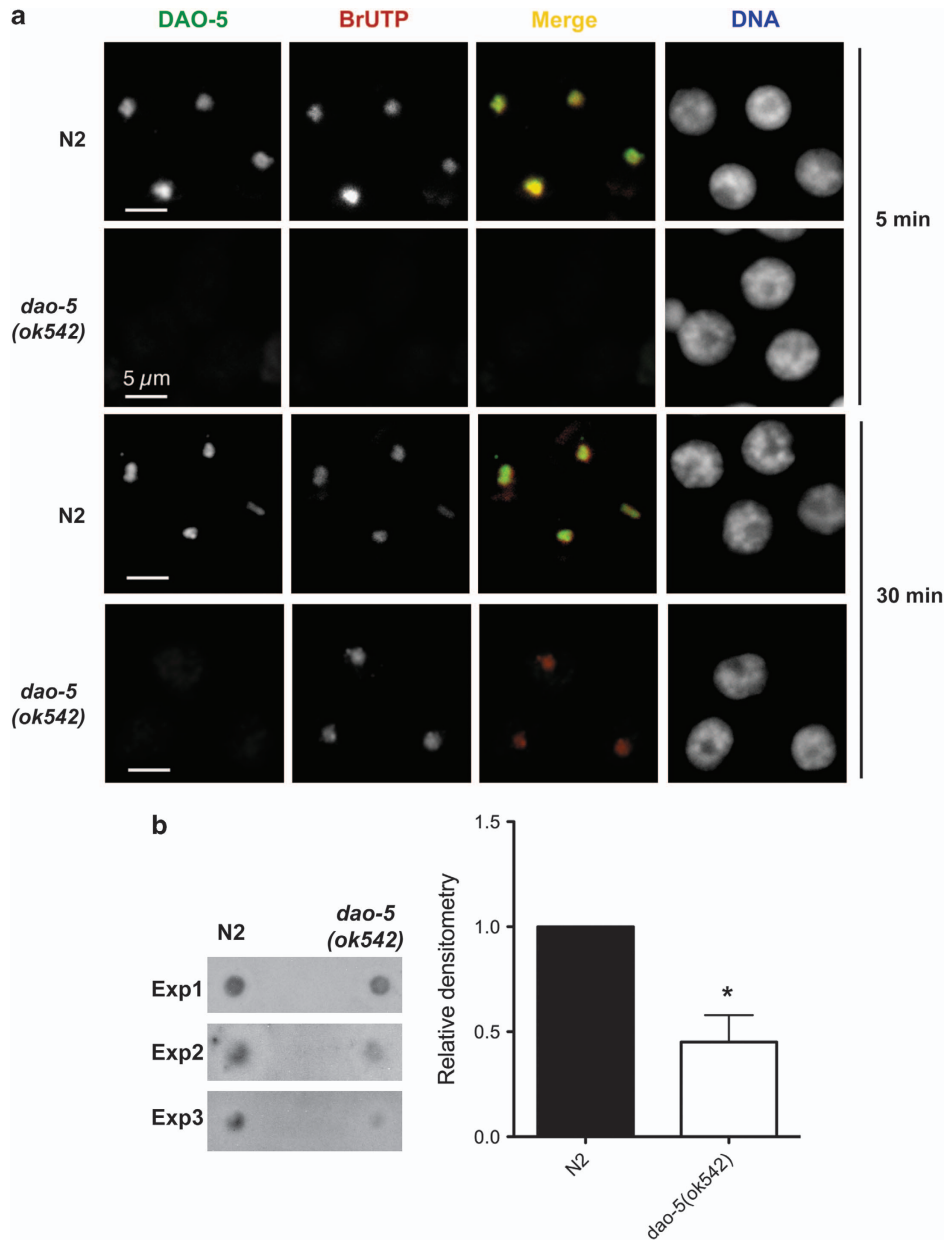 a
DAO-5 BrUTP Merge DNA
N2
5 min
dao-5
(ok542)
5 µm
N2
30 min
dao-5
(ok542)
b
N2
dao-5
(ok542)
Exp1
Exp2
Exp3
1.5
1.0
0.5
0.0
Relative densitometry
*
N2
dao-5(ok542)